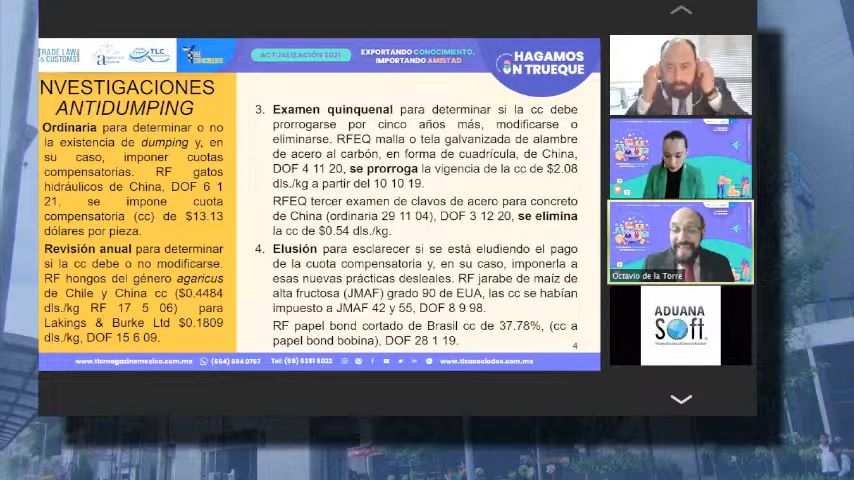 TRADE LAW
& CUSTOMS
TLC
ACTUALIZACIÓN 2021
EXPORTANDO CONOCIMIENTO,
IMPORTANDO AMISTAD
HAGAMOS
UN TRUEQUE
NVESTIGACIONES
ANTIDUMPING
Ordinaria para determinar o no
la existencia de dumping y, en
su caso, imponer cuotas
compensatorias. RF gatos
hidráulicos de China, DOF 6 1
21. se impone cuota
compensatoria (cc) de $13.13
dólares por pieza.
Revisión anual para determinar
si la cc debe o no modificarse.
RF hongos del género agaricus
de Chile y China cc ($0.4484
dls./kg RF 17 5 06) para
Lakings & Burke Ltd $0.1809
dls/kg, DOF 15 6 09.
3. Examen quinquenal para determinar si la cc debe
prorrogarse por cinco años más, modificarse o
eliminarse. RFEQ malla o tela galvanizada de alambre
de acero al carbón, en forma de cuadrícula, de China,
DOF 4 11 20, se prorroga la vigencia de la cc de $2.08
dls./kg a partir del 10 10 19.
RFEQ tercer examen de clavos de acero para concreto
de China (ordinaria 29 11 04), DOF 3 12 20, se elimina
la cc de $0.54 dls./kg.
4. Elusión para esclarecer si se está eludiendo el pago
de la cuota compensatoria y, en su caso, imponerla a
esas nuevas prácticas desleales. RF jarabe de maíz de
alta fructosa (JMAF) grado 90 de EUA, las cc se habían
impuesto a JMAF 42 y 55, DOF 8 9 98.
RF papel bond cortado de Brasil cc de 37.78%, (cc a
papel bond bobina), DOF 28 1 19.
4
www.tlcmagazinemexico.com.mx
Tel: (55) 5351 5022
www.tlcasociados.com.mx
Octavio de la Torre
ADUANA
Soft